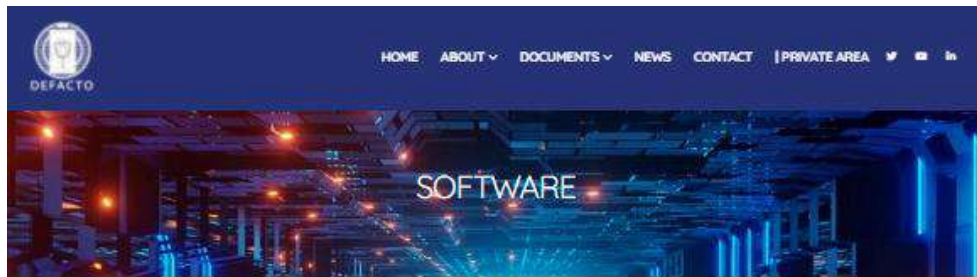 DEFACTO
HOME ABOUT DOCUMENTS NEWS CONTACT | PRIVATE AREA
SOFTWARE